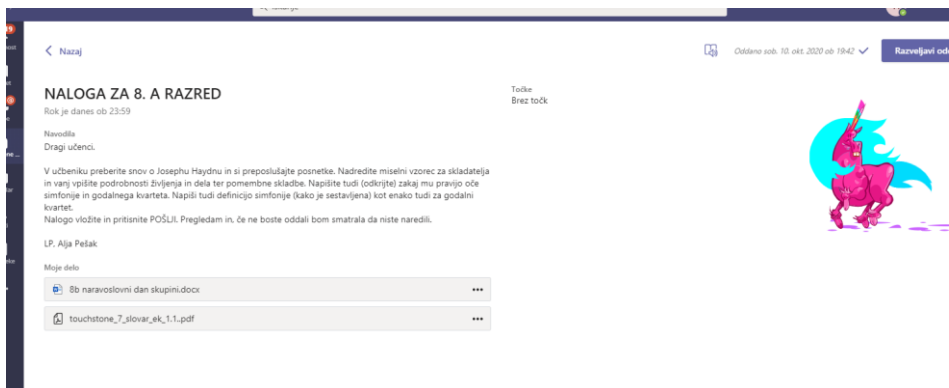 Nazaj
Oddano sob. 10. okt. 2020 ob 19:42
Razveljavi
NALOGA ZA 8. A RAZRED
Rok je danes ob 23:59
Točke
Brez točk
Navodila
Dragi učenci.
V učbeniku preberite snov o Josephu Haydnu in si preposlušajte posnetke. Nadredite miselni vzorec za skladatelja
in vanj vpišite podrobnosti življenja in dela ter pomembne skladbe. Napišite tudi (odkrijte) zakaj mu pravijo oče
simfonije in godalnega kvarteta. Napiši tudi definicijo simfonije (kako je sestavljena) kot enako tudi za godalni
kvartet.
Nalogo vložite in pritisnite POŠLJI. Pregledam in, če ne boste oddali bom smatrala da niste naredili.
LP, Alja Pešak
Moje delo
8b naravoslovni dan skupini.docx
touchstone_7_slovar_ek_1.1..pdf